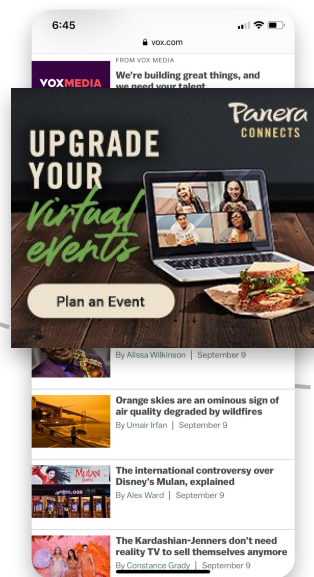 6:45
vox.com
FROM VOX MEDIA
VOXMEDIA
We're building great things, and
we need your talent
Panera
CONNECTS
UPGRADE
YOUR
virtual
events
Plan an Event
By Alissa Wilkinson | September 9
Orange skies are an ominous sign of
air quality degraded by wildfires
By Umair Irfan | September 9
MULAN
The international controversy over
Disney's Mulan, explained
By Alex Ward | September 9
The Kardashian-Jenners don't need
reality TV to sell themselves anymore
By Constance Grady | September 9